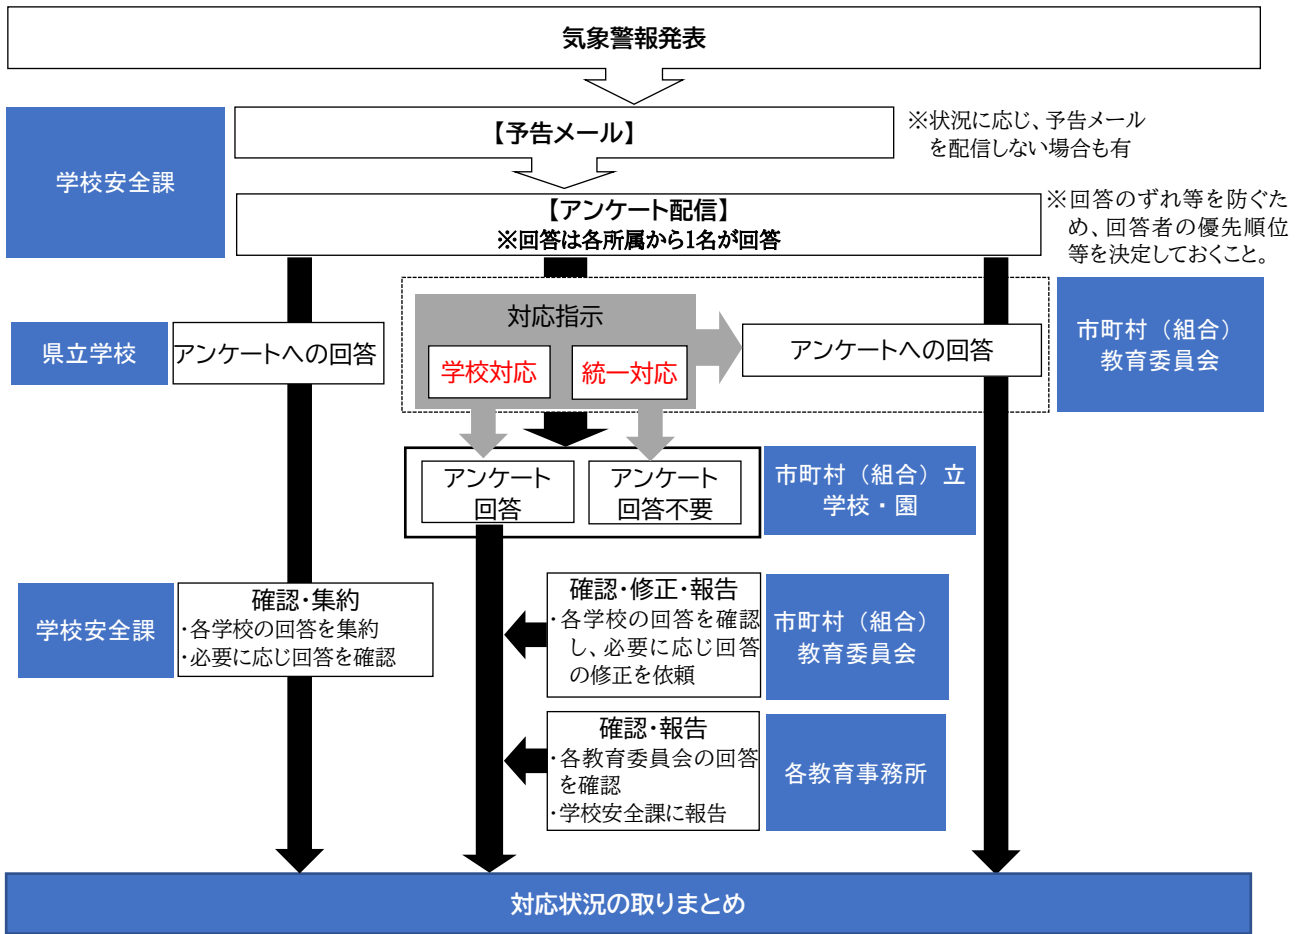 気象警報発表
学校安全課
【予告メール】
※状況に応じ、予告メール
を配信しない場合も有
【アンケート配信】
※回答は各所属から1名が回答
※回答のずれ等を防ぐた
め、回答者の優先順位
等を決定しておくこと。
県立学校
アンケートへの回答
対応指示
学校対応
統一対応
アンケートへの回答
市町村（組合）
教育委員会
アンケート
回答
アンケート
回答不要
市町村（組合）立
学校・園
学校安全課
確認・集約
・各学校の回答を集約
・必要に応じ回答を確認
確認・修正・報告
・各学校の回答を確認
し、必要に応じ回答
の修正を依頼
市町村（組合）
教育委員会
確認・報告
・各教育委員会の回答
を確認
・学校安全課に報告
各教育事務所
対応状況の取りまとめ